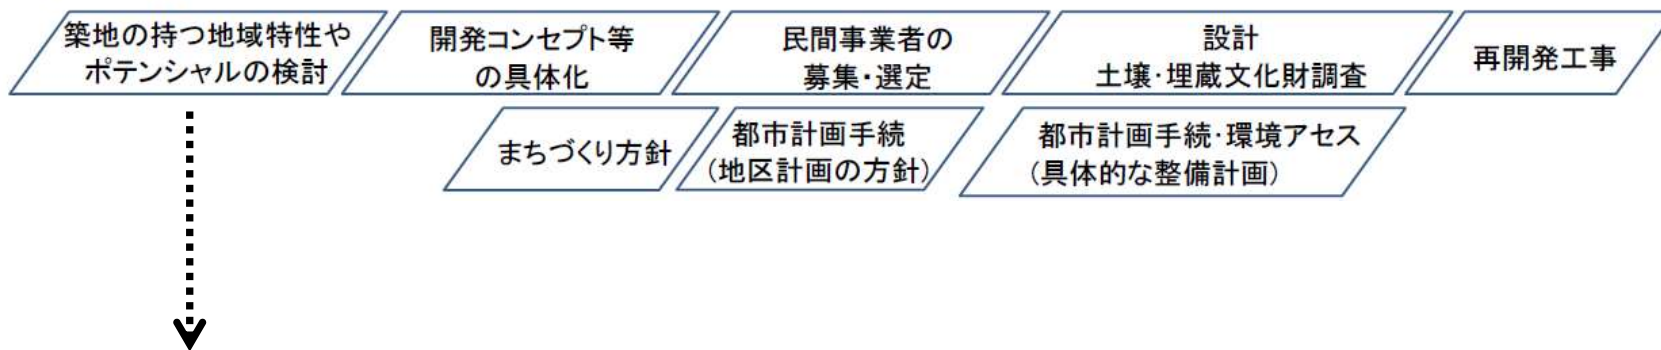 築地の持つ地域特性や
ポテンシャルの検討
開発コンセプト等
の具体化
民間事業者の
募集・選定
設計
土壌・埋蔵文化財調査
再開発工事
まちづくり方針
都市計画手続
(地区計画の方針)
都市計画手続・環境アセス
(具体的な整備計画)